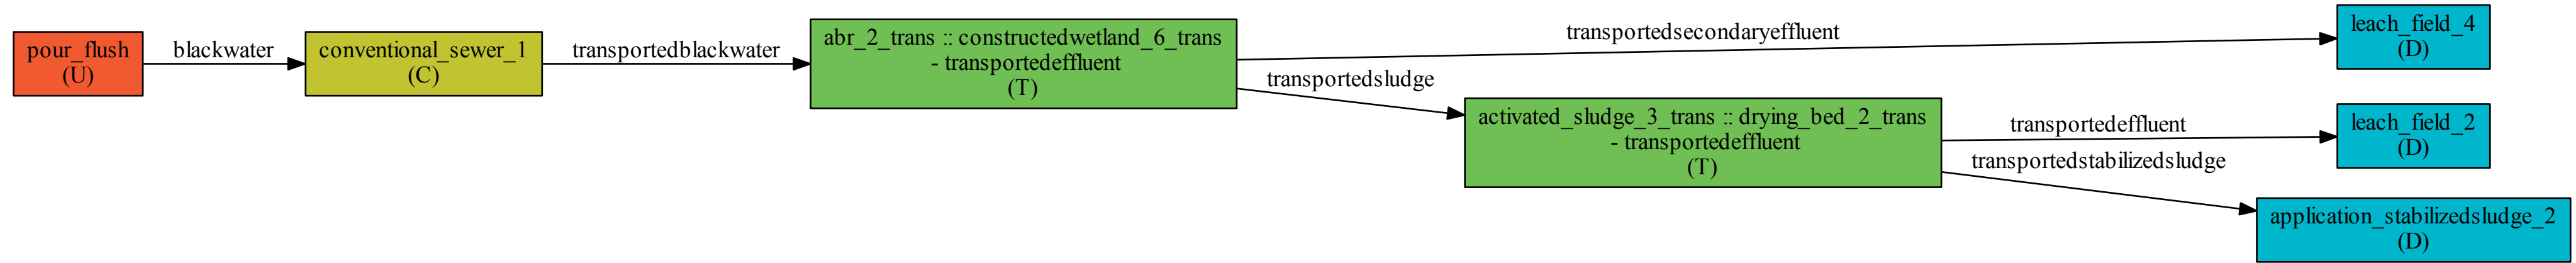 pour_flush
(U)
blackwater
conventional_sewer_1
(C)
transportedblackwater
abr_2_trans :: constructedwetland_6_trans
- transportedeffluent
(T)
transportedsecondaryeffluent
transportedsludge
leach_field_4
(D)
activated_sludge_3_trans :: drying_bed_2_trans
- transportedeffluent
(T)
transportedeffluent
transportedstabilizedsludge
leach_field_2
(D)
application_stabilizedsludge_2
(D)